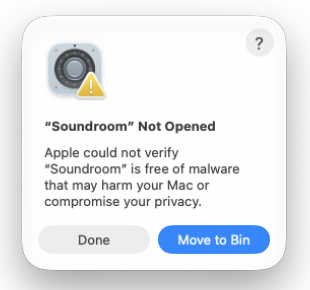 ?
“Soundroom” Not Opened
Apple could not verify
“Soundroom” is free of malware
that may harm your Mac or
compromise your privacy.
Done
Move to Bin